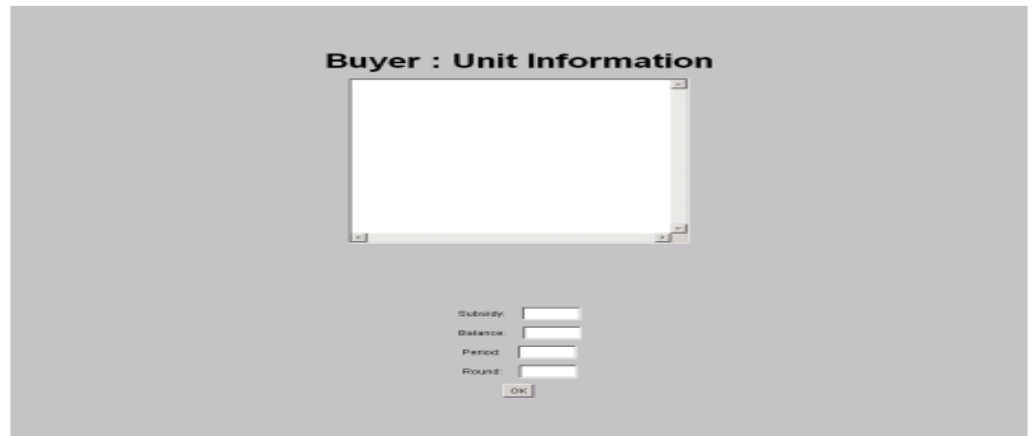 Buyer : Unit Information
Subsidy:
Balance:
Period:
Round:
OK